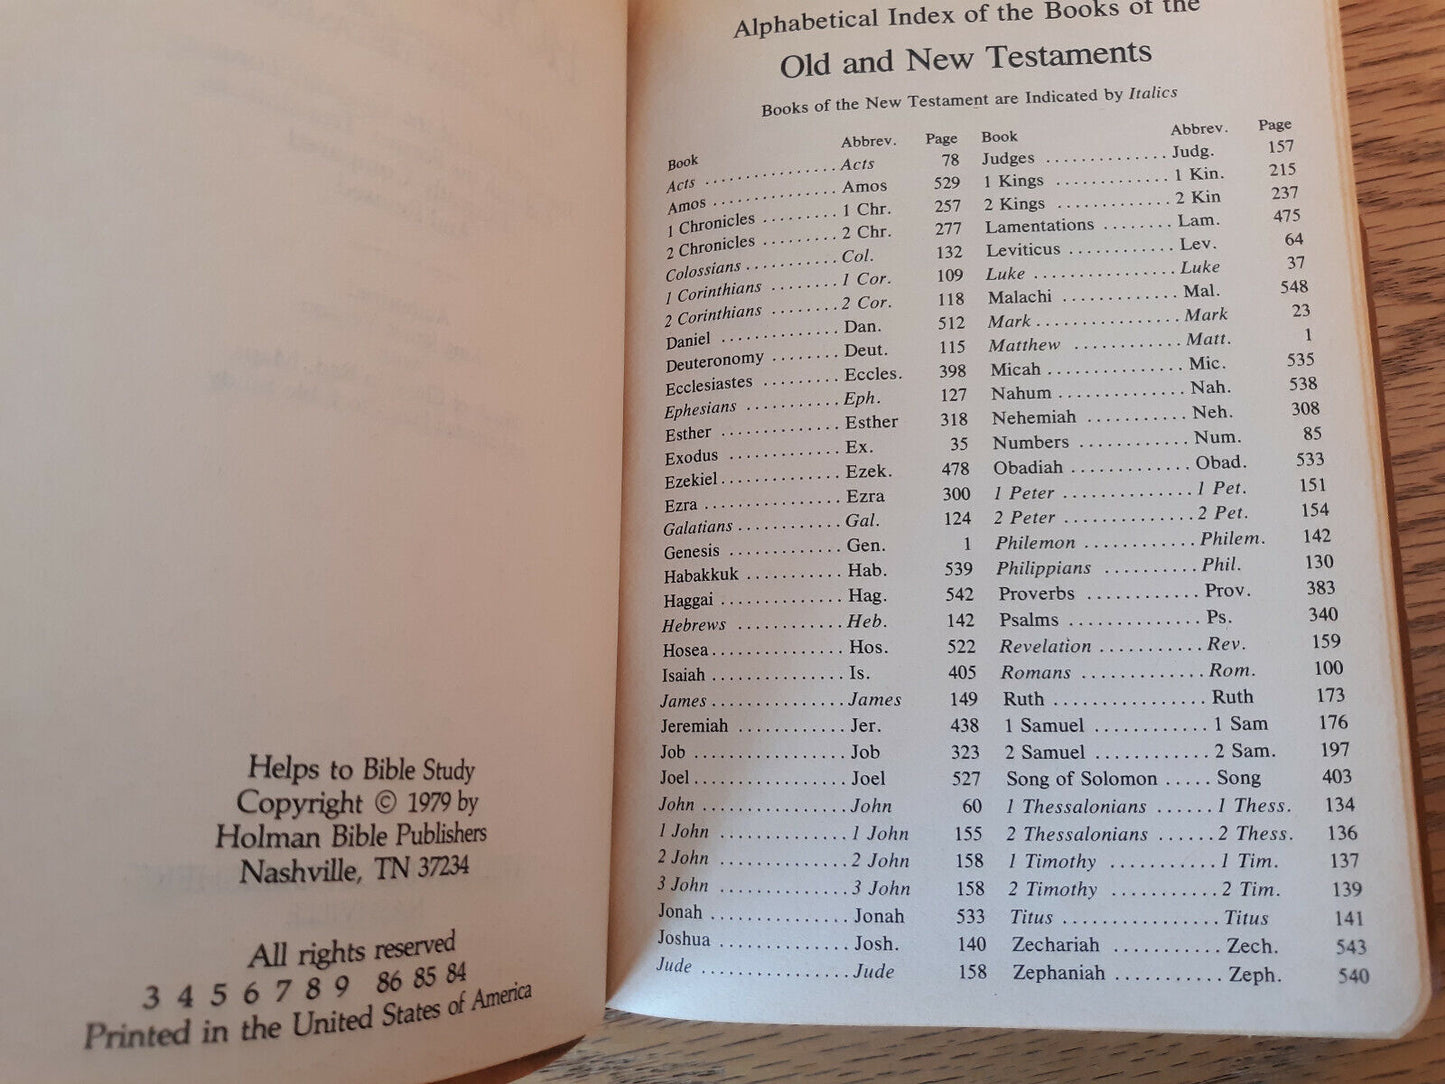 Helps to Bible Study
Copyright © 1979 by
Holman Bible Publishers
Nashville, TN 37234
All rights reserved
3 4 5 6 7 8 9 86 85 84
Printed in the United States of America
Alphabetical Index of the Books of the
Old and New Testaments
Books of the New Testament are Indicated by Italics
Book Abbrev. Page
Acts ................ Acts 78
Amos ............... Amos 529
1 Chronicles ......... 1 Chr. 257
2 Chronicles ......... 2 Chr. 277
Colossians ........... Col. 132
1 Corinthians ........ 1 Cor. 109
2 Corinthians ........ 2 Cor. 118
Daniel .............. Dan. 512
Deuteronomy ........ Deut. 115
Ecclesiastes ......... Eccles. 398
Ephesians ........... Eph. 127
Esther .............. Esther 318
Exodus ............. Ex. 35
Ezekiel .............. Ezek. 478
Ezra ................ Ezra 300
Galatians ............ Gal. 124
Genesis ............. Gen. 1
Habakkuk ........... Hab. 539
Haggai .............. Hag. 542
Hebrews ............ Heb. 142
Hosea ............... Hos. 522
Isaiah ............... Is. 405
James ............... James 149
Jeremiah ............ Jer. 438
Job ................. Job 323
Joel ................. Joel 527
John ................ John 60
1 John .............. 1 John 155
2 John .............. 2 John 158
3 John .............. 3 John 158
Jonah ............... Jonah 533
Joshua .............. Josh. 140
Jude ................ Jude 158
Book Abbrev. Page
Judges .............. Judg. 157
1 Kings ............. 1 Kin. 215
2 Kings ............. 2 Kin 237
Lamentations ........ Lam. 475
Leviticus ............ Lev. 64
Luke ................ Luke 37
Malachi ............. Mal. 548
Mark ................ Mark 23
Matthew ............ Matt. 1
Micah ............... Mic. 535
Nahum .............. Nah. 538
Nehemiah ........... Neh. 308
Numbers ............ Num. 85
Obadiah ............. Obad. 533
1 Peter .............. 1 Pet. 151
2 Peter .............. 2 Pet. 154
Philemon ............ Philem. 142
Philippians .......... Phil. 130
Proverbs ............ Prov. 383
Psalms .............. Ps. 340
Revelation ........... Rev. 159
Romans ............. Rom. 100
Ruth ................ Ruth 173
1 Samuel ............ 1 Sam 176
2 Samuel ............ 2 Sam. 197
Song of Solomon ..... Song 403
1 Thessalonians ...... 1 Thess. 134
2 Thessalonians ...... 2 Thess. 136
1 Timothy ........... 1 Tim. 137
2 Timothy ........... 2 Tim. 139
Titus ................ Titus 141
Zechariah ........... Zech. 543
Zephaniah ........... Zeph. 540